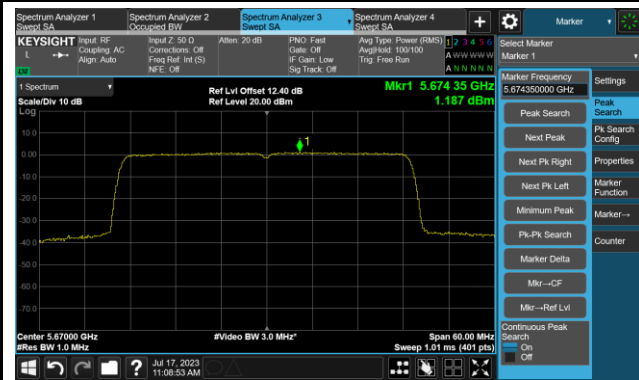 Spectrum Analyzer 1
Swept SA
Spectrum Analyzer 2
Occupied BW
Spectrum Analyzer 3
Swept SA
Spectrum Analyzer 4
Swept SA
+
Marker
KEYSIGHT
L
Input: RF
Coupling: AC
Align: Auto
Input Z: 50 Ω
Corrections: Off
Freq Ref: Int (S)
NFE: Off
Atten: 20 dB
PNO: Fast
Gate: Off
IF Gain: Low
Sig Track: Off
Avg Type: Power (RMS)
Avg|Hold: 100/100
Trig: Free Run
1 2 3 4 5 6
A W W W W W
A N N N N N
Select Marker
Marker 1
1 Spectrum
Scale/Div 10 dB
Log
Ref Lvl Offset 12.40 dB
Ref Level 20.00 dBm
Mkr1 5.674 35 GHz
1.187 dBm
10.0
0.00
-10.0
-20.0
-30.0
-40.0
-50.0
-60.0
-70.0
1
Center 5.67000 GHz
#Res BW 1.0 MHz
#Video BW 3.0 MHz*
Span 60.00 MHz
Sweep 1.01 ms (401 pts)
Marker Frequency
5.674350000 GHz
Peak Search
Next Peak
Next Pk Right
Next Pk Left
Minimum Peak
Pk-Pk Search
Marker Delta
Mkr→CF
Mkr→Ref Lvl
Continuous Peak
Search
On
Off
Settings
Peak
Search
Pk Search
Config
Properties
Marker
Function
Marker→
Counter
?
Jul 17, 2023
11:08:53 AM